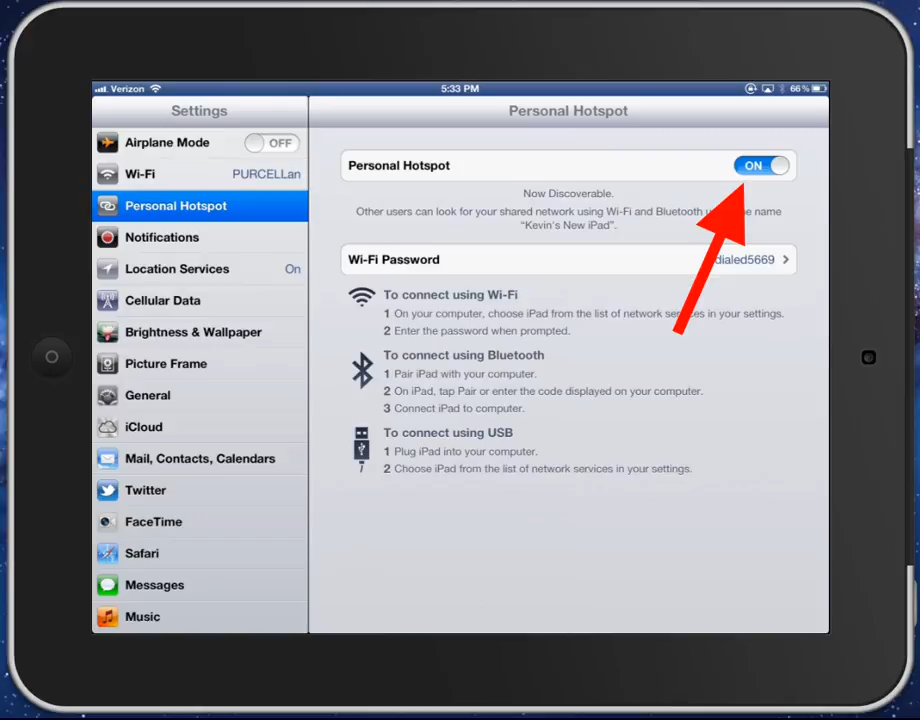 Verizon
5:33 PM
66%
Settings
Personal Hotspot
Airplane Mode OFF
Wi-Fi PURCELLan
Personal Hotspot
Notifications
Location Services On
Cellular Data
Brightness & Wallpaper
Picture Frame
General
iCloud
Mail, Contacts, Calendars
Twitter
FaceTime
Safari
Messages
Music
Personal Hotspot ON
Now Discoverable.
Other users can look for your shared network using Wi-Fi and Bluetooth name
“Kevin's New iPad”.
Wi-Fi Password dialed5669
To connect using Wi-Fi
1 On your computer, choose iPad from the list of network services in your settings.
2 Enter the password when prompted.
To connect using Bluetooth
1 Pair iPad with your computer.
2 On iPad, tap Pair or enter the code displayed on your computer.
3 Connect iPad to computer.
To connect using USB
1 Plug iPad into your computer.
2 Choose iPad from the list of network services in your settings.